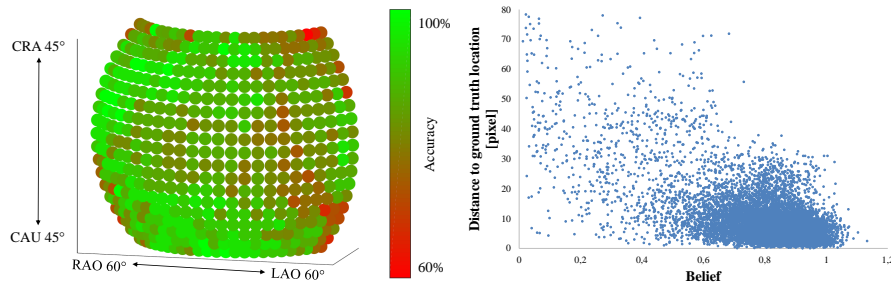 CRA 45°
CAU 45°
RAO 60°
LAO 60°
100%
Accuracy
60%
Distance to ground truth location
[pixel]
80
70
60
50
40
30
20
10
0
0
0,2
0,4
0,6
0,8
1
1,2
Belief